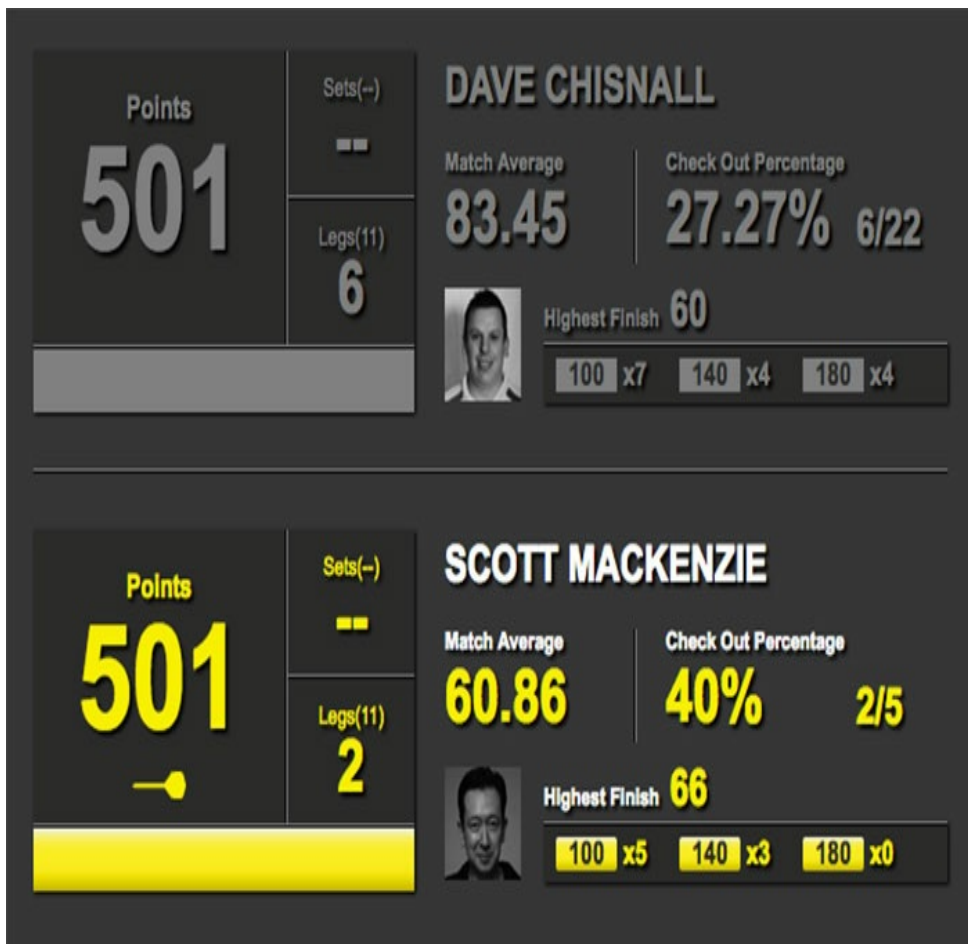 DAVE CHISNALL
Points
501
Sets(--)
--
Legs(11)
6
Match Average
83.45
Check Out Percentage
27.27% 6/22
Highest Finish 60
100 x7 140 x4 180 x4
SCOTT MACKENZIE
Points
501
Sets(--)
--
Legs(11)
2
Match Average
60.86
Check Out Percentage
40% 2/5
Highest Finish 66
100 x5 140 x3 180 x0